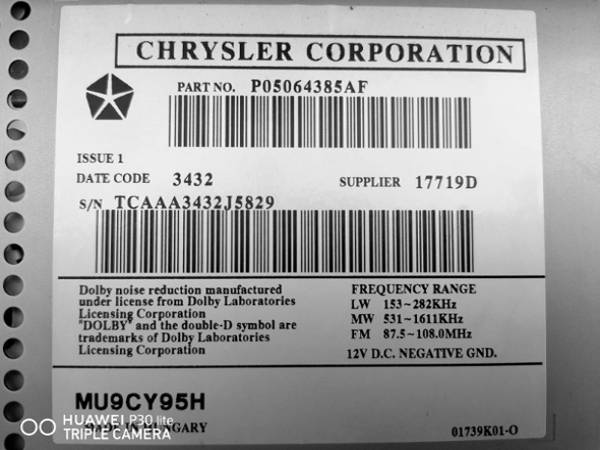 CHRYSLER CORPORATION
PART NO. P05064385AF
ISSUE 1
DATE CODE 3432
SUPPLIER 17719D
S/N TCAAA3432J5829
Dolby noise reduction manufactured
under license from Dolby Laboratories
Licensing Corporation
"DOLBY" and the double-D symbol are
trademarks of Dolby Laboratories
Licensing Corporation
FREQUENCY RANGE
LW 153~282KHz
MW 531~1611KHz
FM 87.5~108.0MHz
12V D.C. NEGATIVE GND.
MU9CY95H
MADE IN HUNGARY
01739K01-O
HUAWEI P30 lite
TRIPLE CAMERA